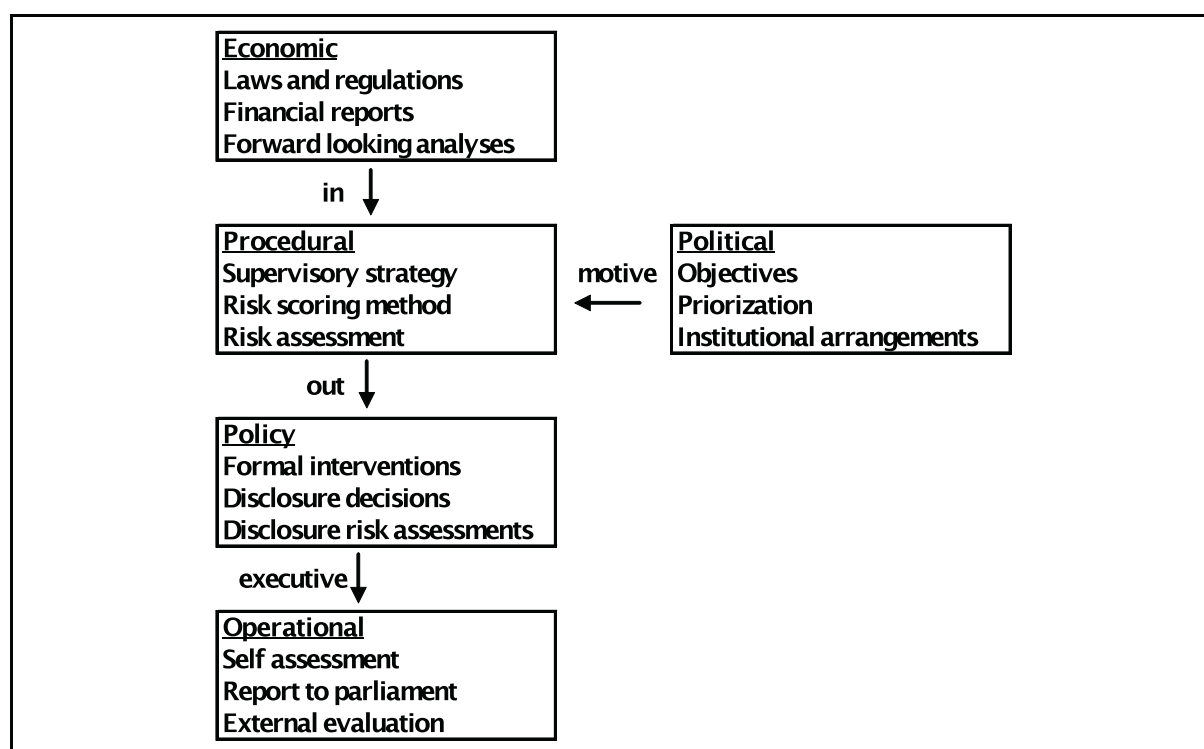 Economic
Laws and regulations
Financial reports
Forward looking analyses
in
Procedural
Supervisory strategy
Risk scoring method
Risk assessment
motive
Political
Objectives
Priorization
Institutional arrangements
out
Policy
Formal interventions
Disclosure decisions
Disclosure risk assessments
executive
Operational
Self assessment
Report to parliament
External evaluation